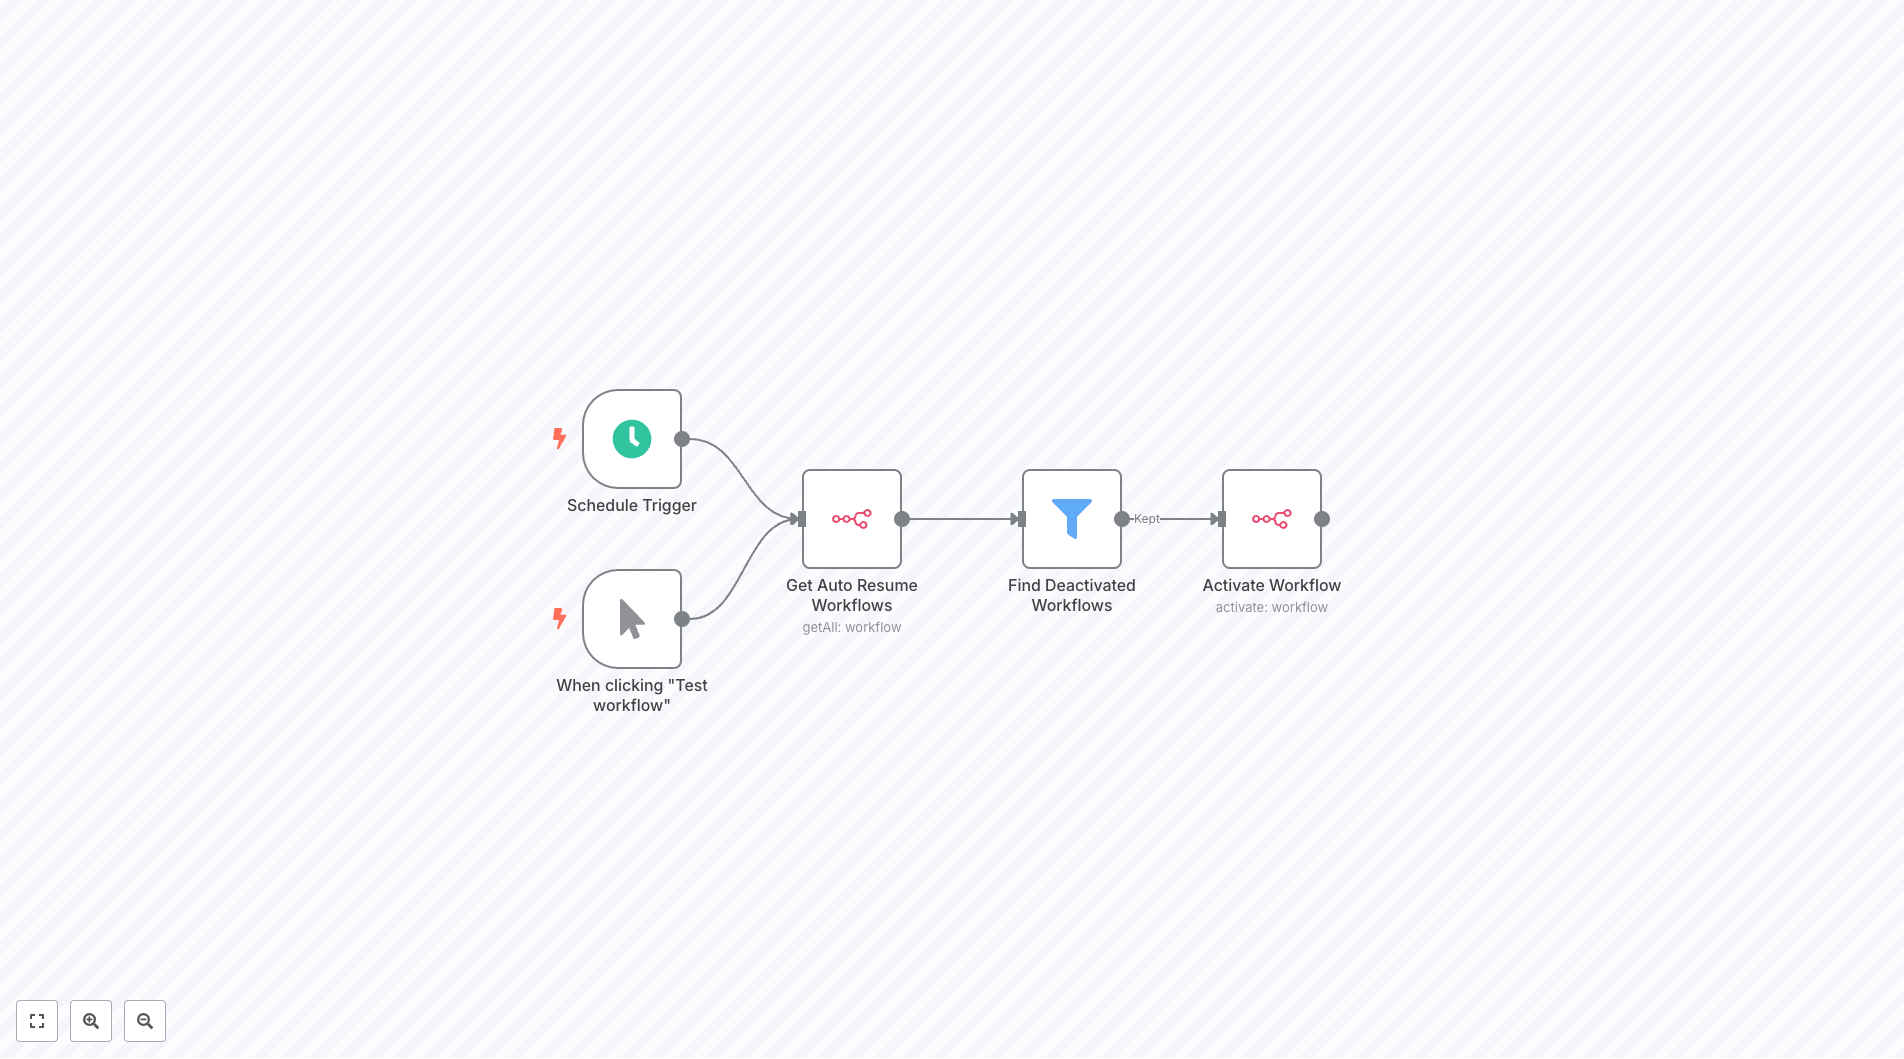 Schedule Trigger
When clicking "Test
workflow"
Get Auto Resume
Workflows
getAll: workflow
Find Deactivated
Workflows
Kept
Activate Workflow
activate: workflow